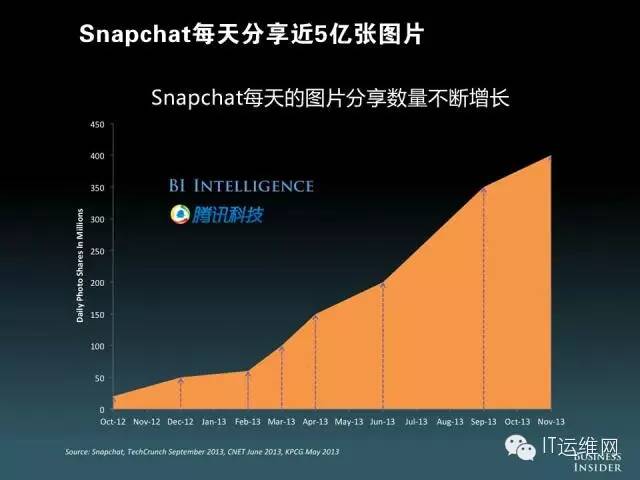 Snapchat每天分享近5亿张图片
Snapchat每天的图片分享数量不断增长
450
400
350
300
250
200
150
100
50
0
Daily Photo Shares In Millions
BI INTELLIGENCE
腾讯科技
Oct-12 Nov-12 Dec-12 Jan-13 Feb-13 Mar-13 Apr-13 May-13 Jun-13 Jul-13 Aug-13 Sep-13 Oct-13 Nov-13
Source: Snapchat, TechCrunch September 2013, CNET June 2013, KPCG May 2013
IT运维网
BUSINESS
INSIDER